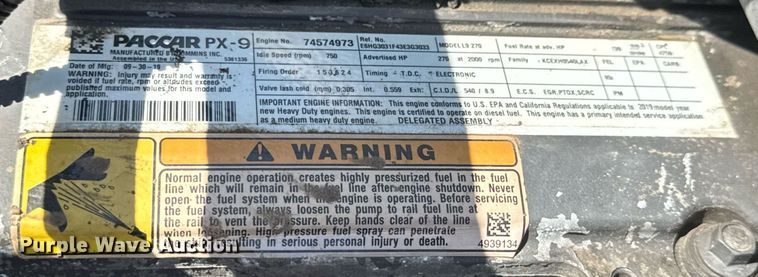 PACCAR PX-9
MANUFACTURED BY CUMMINS INC.
Assembled in the U.S. 5361336
Date of Mfg: 09-30-19
WARNING: Injury may result and warranty is
voided if fuel rate, rpm or altitudes exceed
published maximum values for this model and
application.
Engine No. 74574973 Ref. No. MODEL L9 270 Fuel Rate at adv. HP
Idle Speed (rpm) 750 Advertised HP 270 at 2000 rpm Family - FEL EPA CARB
Firing Order 153624 Timing - T.D.C. ELECTRONIC
Valve lash cold (mm) 0.305 Int. 0.559 Exh. C.I.D./L 540 / 8.9 E.C.S. EGR,PTOX,SCRC PM
IMPORTANT ENGINE INFORMATION: This engine conforms to U.S. EPA and California Regulations applicable to 2019 model year
new Heavy Duty engines. This engine is certified to operate on diesel fuel. This engine has a primary intended service application
as a medium heavy duty engine. DELEGATED ASSEMBLY
WARNING
Normal engine operation creates highly pressurized fuel in the fuel
line which will remain in the fuel line after engine shutdown. Never
open the fuel system when the engine is operating. Before servicing
the fuel system, always loosen the pump to rail fuel line at
the rail to vent the pressure. Keep hands clear of the line
when loosening. High pressure fuel spray can penetrate
resulting in serious personal injury or death. 4939134
Purple Wave Auction